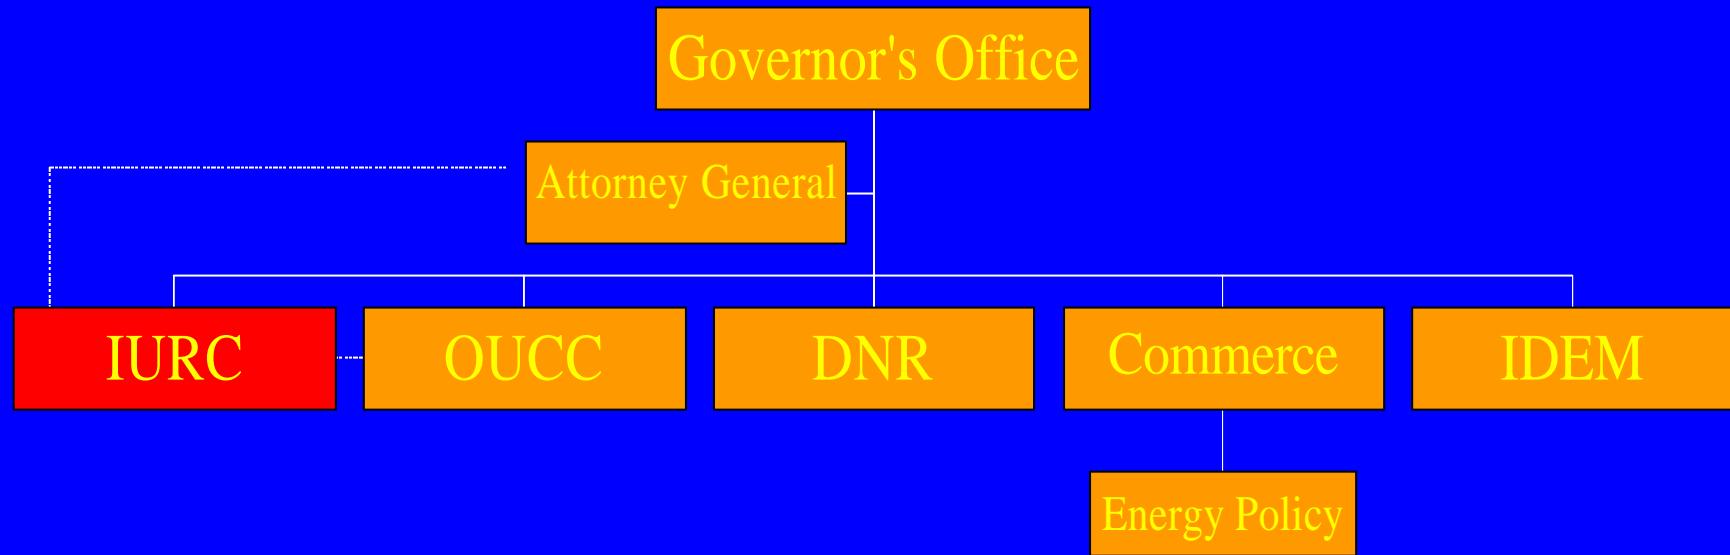 Governor's Office
Attorney General
IURC
OUCC
DNR
Commerce
IDEM
Energy Policy